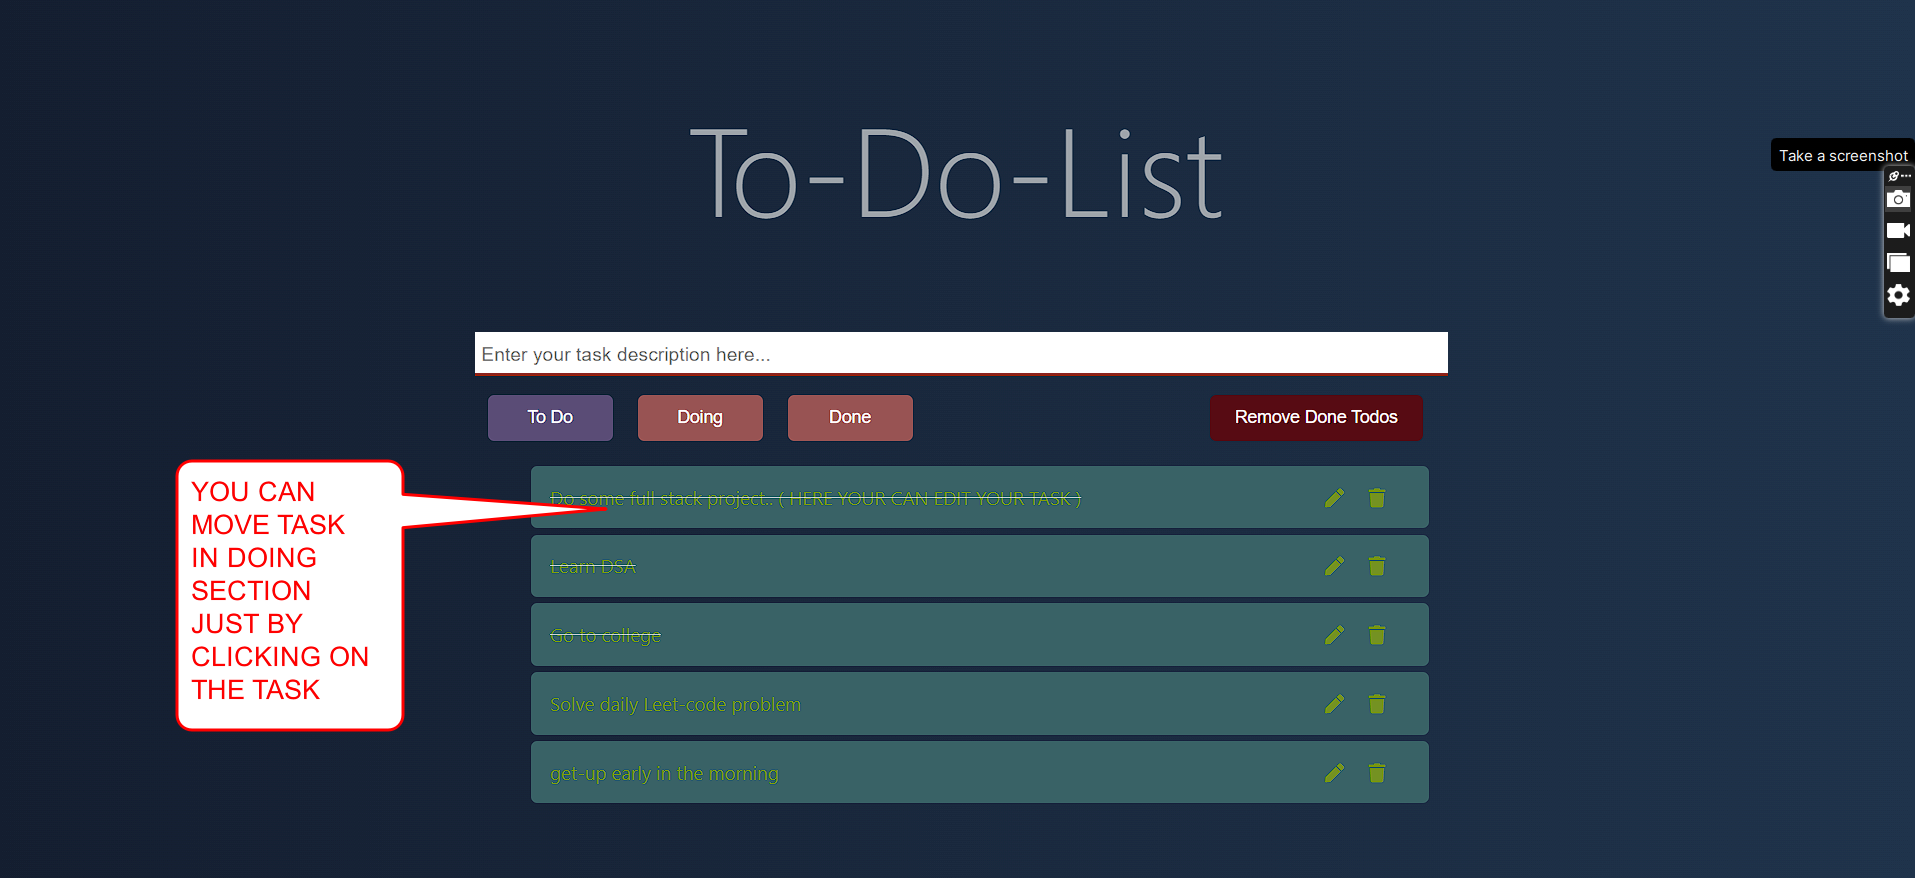 To-Do-List
Take a screenshot
Enter your task description here...
To Do
Doing
Done
Remove Done Todos
YOU CAN
MOVE TASK
IN DOING
SECTION
JUST BY
CLICKING ON
THE TASK
Do some full stack project.. ( HERE YOUR CAN EDIT YOUR TASK )
Learn DSA
Go to college
Solve daily Leet-code problem
get-up early in the morning